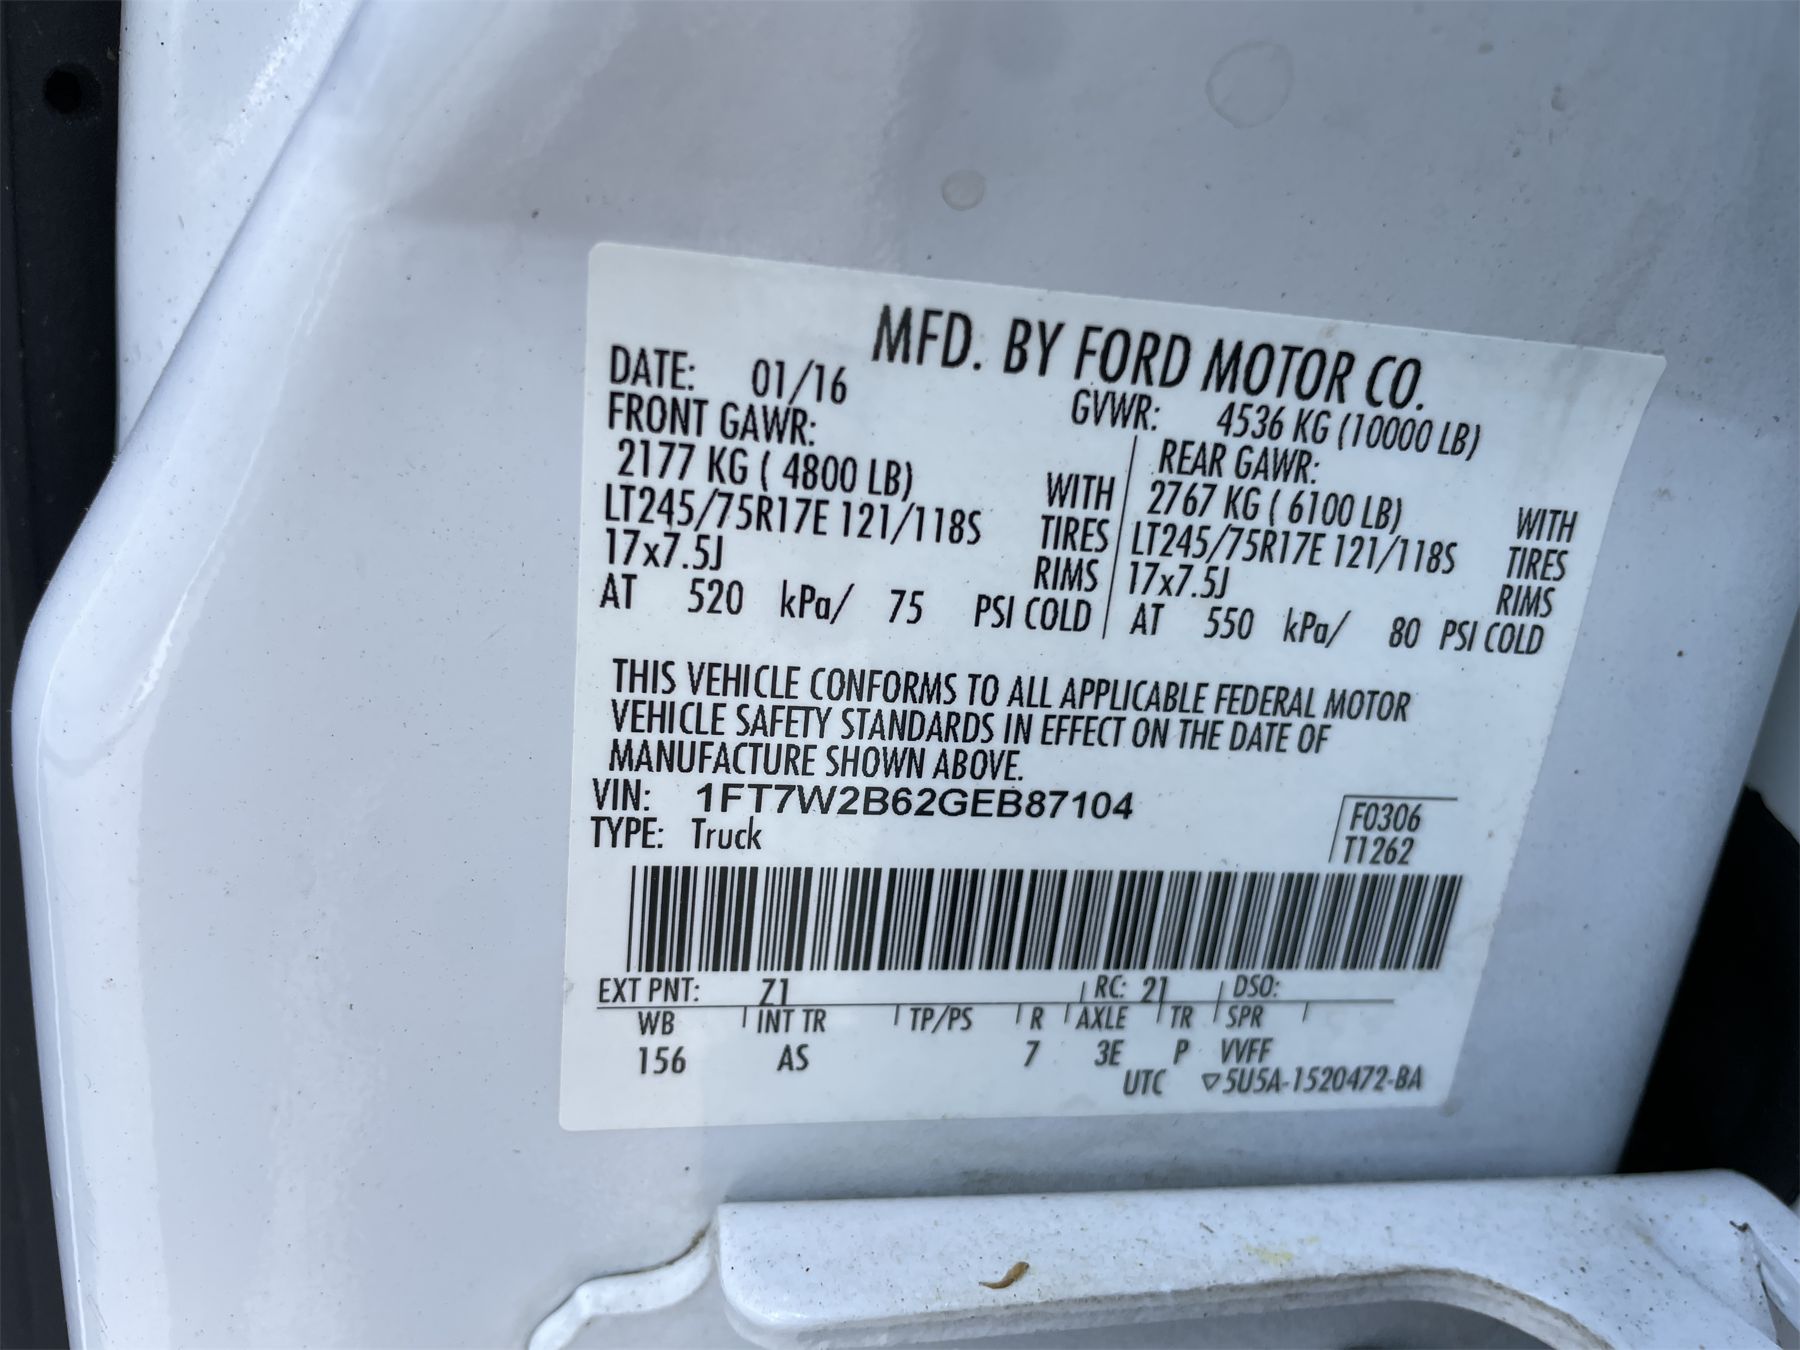 MFD. BY FORD MOTOR CO.
DATE: 01/16 GVWR: 4536 KG (10000 LB)
FRONT GAWR: REAR GAWR:
2177 KG ( 4800 LB) WITH 2767 KG ( 6100 LB) WITH
LT245/75R17E 121/118S TIRES LT245/75R17E 121/118S TIRES
17x7.5J RIMS 17x7.5J RIMS
AT 520 kPa/ 75 PSI COLD AT 550 kPa/ 80 PSI COLD
THIS VEHICLE CONFORMS TO ALL APPLICABLE FEDERAL MOTOR
VEHICLE SAFETY STANDARDS IN EFFECT ON THE DATE OF
MANUFACTURE SHOWN ABOVE.
VIN: 1FT7W2B62GEB87104 F0306
TYPE: Truck T1262
EXT PNT: Z1 RC: 21 DSO:
WB INT TR TP/PS R AXLE TR SPR
156 AS 7 3E P VVFF
UTC ▽5U5A-1520472-BA